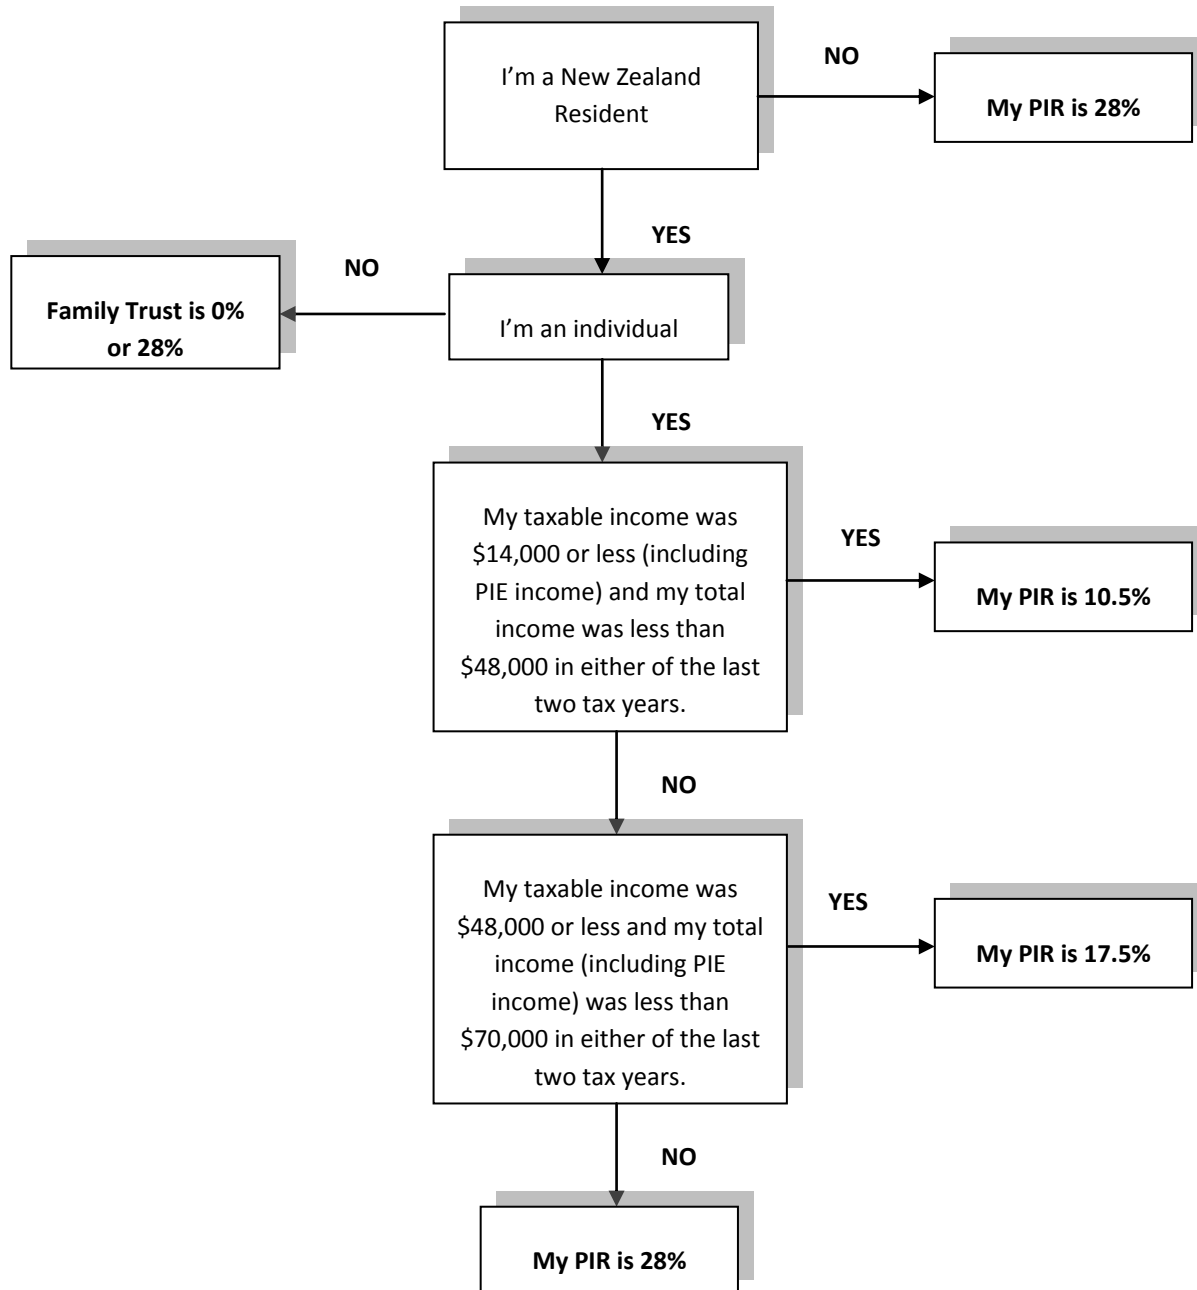 I’m a New Zealand
Resident
NO
My PIR is 28%
YES
NO
Family Trust is 0%
or 28%
I’m an individual
YES
My taxable income was
$14,000 or less (including
PIE income) and my total
income was less than
$48,000 in either of the last
two tax years.
YES
My PIR is 10.5%
NO
My taxable income was
$48,000 or less and my total
income (including PIE
income) was less than
$70,000 in either of the last
two tax years.
YES
My PIR is 17.5%
NO
My PIR is 28%